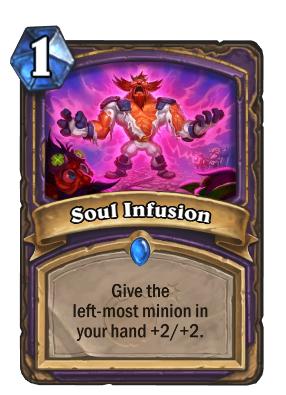 1
Soul Infusion
Give the
left-most minion in
your hand +2/+2.